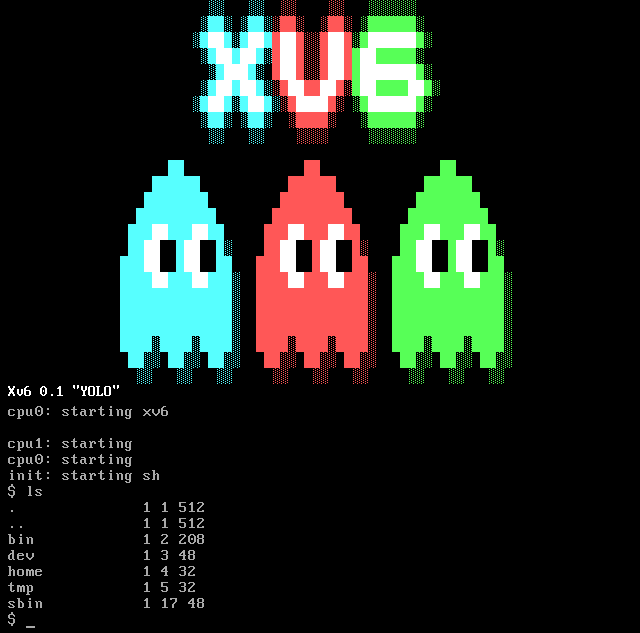 XV6
Xv6 0.1 "YOLO"
cpu0: starting xv6
cpu1: starting
cpu0: starting
init: starting sh
$ ls
.              1 1 512
..             1 1 512
bin            1 2 208
dev            1 3 48
home           1 4 32
tmp            1 5 32
sbin           1 17 48
$ _